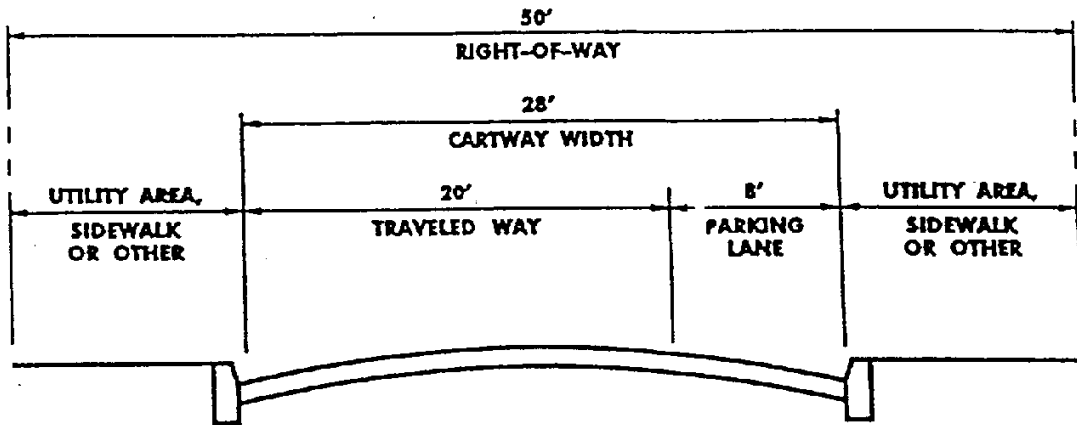 50'
RIGHT-OF-WAY
28'
CARTWAY WIDTH
UTILITY AREA,
SIDEWALK
OR OTHER
20'
TRAVELED WAY
8'
PARKING
LANE
UTILITY AREA,
SIDEWALK
OR OTHER